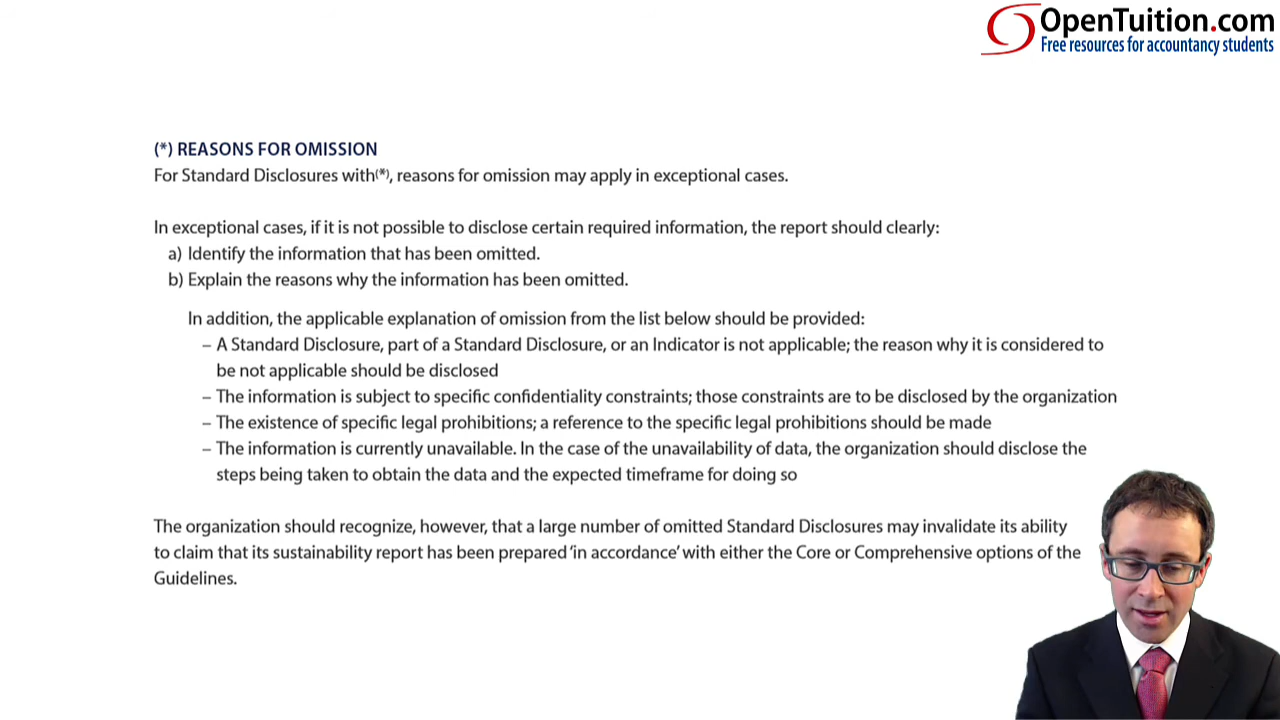 OpenTuition.com
Free resources for accountancy students
(*) REASONS FOR OMISSION
For Standard Disclosures with(*), reasons for omission may apply in exceptional cases.
In exceptional cases, if it is not possible to disclose certain required information, the report should clearly:
a) Identify the information that has been omitted.
b) Explain the reasons why the information has been omitted.
In addition, the applicable explanation of omission from the list below should be provided:
– A Standard Disclosure, part of a Standard Disclosure, or an Indicator is not applicable; the reason why it is considered to
be not applicable should be disclosed
– The information is subject to specific confidentiality constraints; those constraints are to be disclosed by the organization
– The existence of specific legal prohibitions; a reference to the specific legal prohibitions should be made
– The information is currently unavailable. In the case of the unavailability of data, the organization should disclose the
steps being taken to obtain the data and the expected timeframe for doing so
The organization should recognize, however, that a large number of omitted Standard Disclosures may invalidate its ability
to claim that its sustainability report has been prepared ‘in accordance’ with either the Core or Comprehensive options of the
Guidelines.